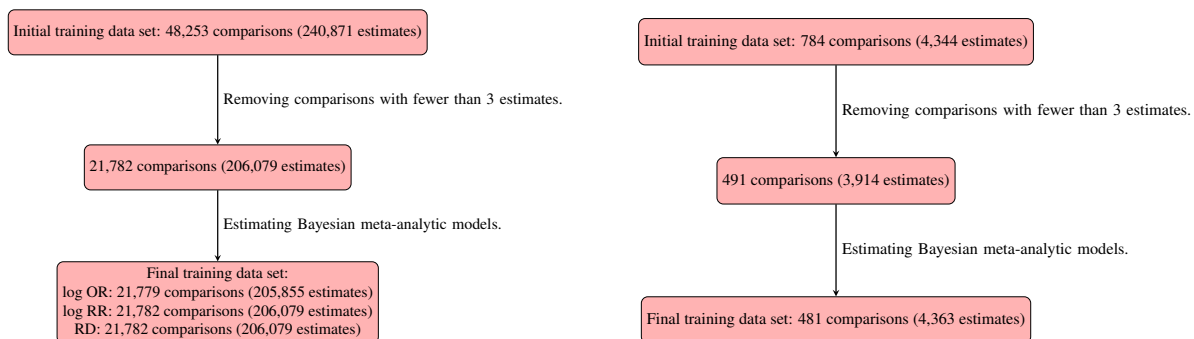 Initial training data set: 48,253 comparisons (240,871 estimates)
Removing comparisons with fewer than 3 estimates.
21,782 comparisons (206,079 estimates)
Estimating Bayesian meta-analytic models.
Final training data set:
log OR: 21,779 comparisons (205,855 estimates)
log RR: 21,782 comparisons (206,079 estimates)
RD: 21,782 comparisons (206,079 estimates)
Initial training data set: 784 comparisons (4,344 estimates)
Removing comparisons with fewer than 3 estimates.
491 comparisons (3,914 estimates)
Estimating Bayesian meta-analytic models.
Final training data set: 481 comparisons (4,363 estimates)